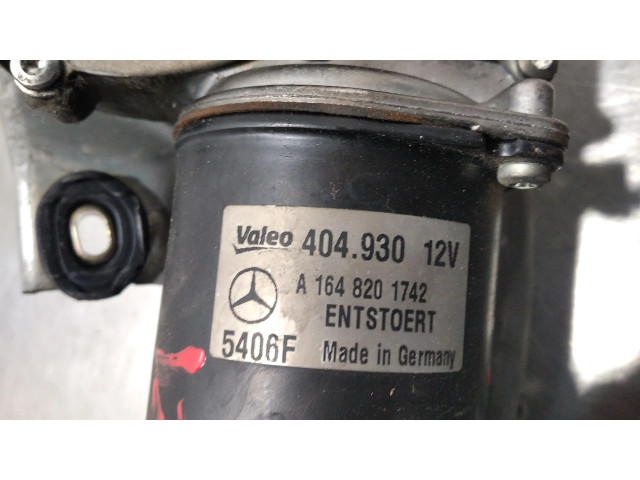 Valeo 404.930 12V
A 164 820 1742
ENTSTOERT
5406F Made in Germany